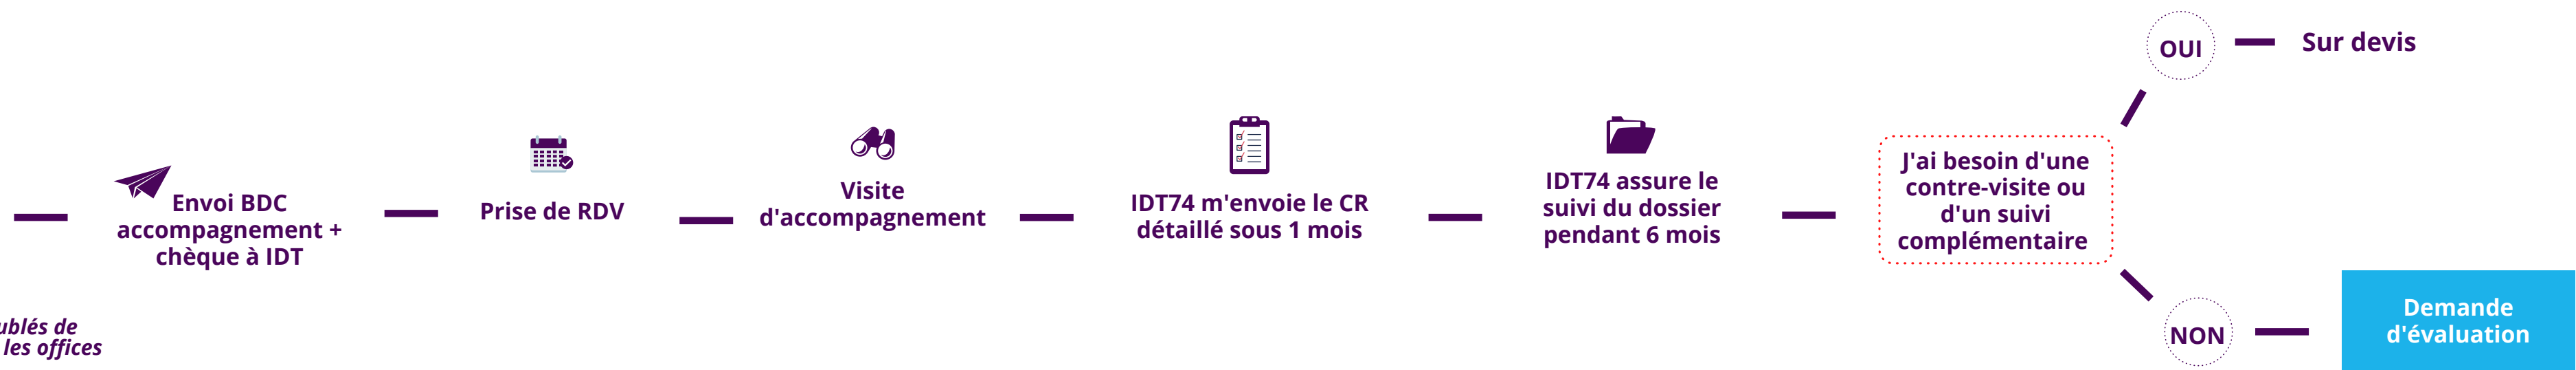 Envoi BDC
accompagnement +
chèque à IDT
Prise de RDV
Visite
d'accompagnement
IDT74 m'envoie le CR
détaillé sous 1 mois
IDT74 assure le
suivi du dossier
pendant 6 mois
J'ai besoin d'une
contre-visite ou
d'un suivi
complémentaire
OUI
Sur devis
NON
Demande
d'évaluation
de
les offices